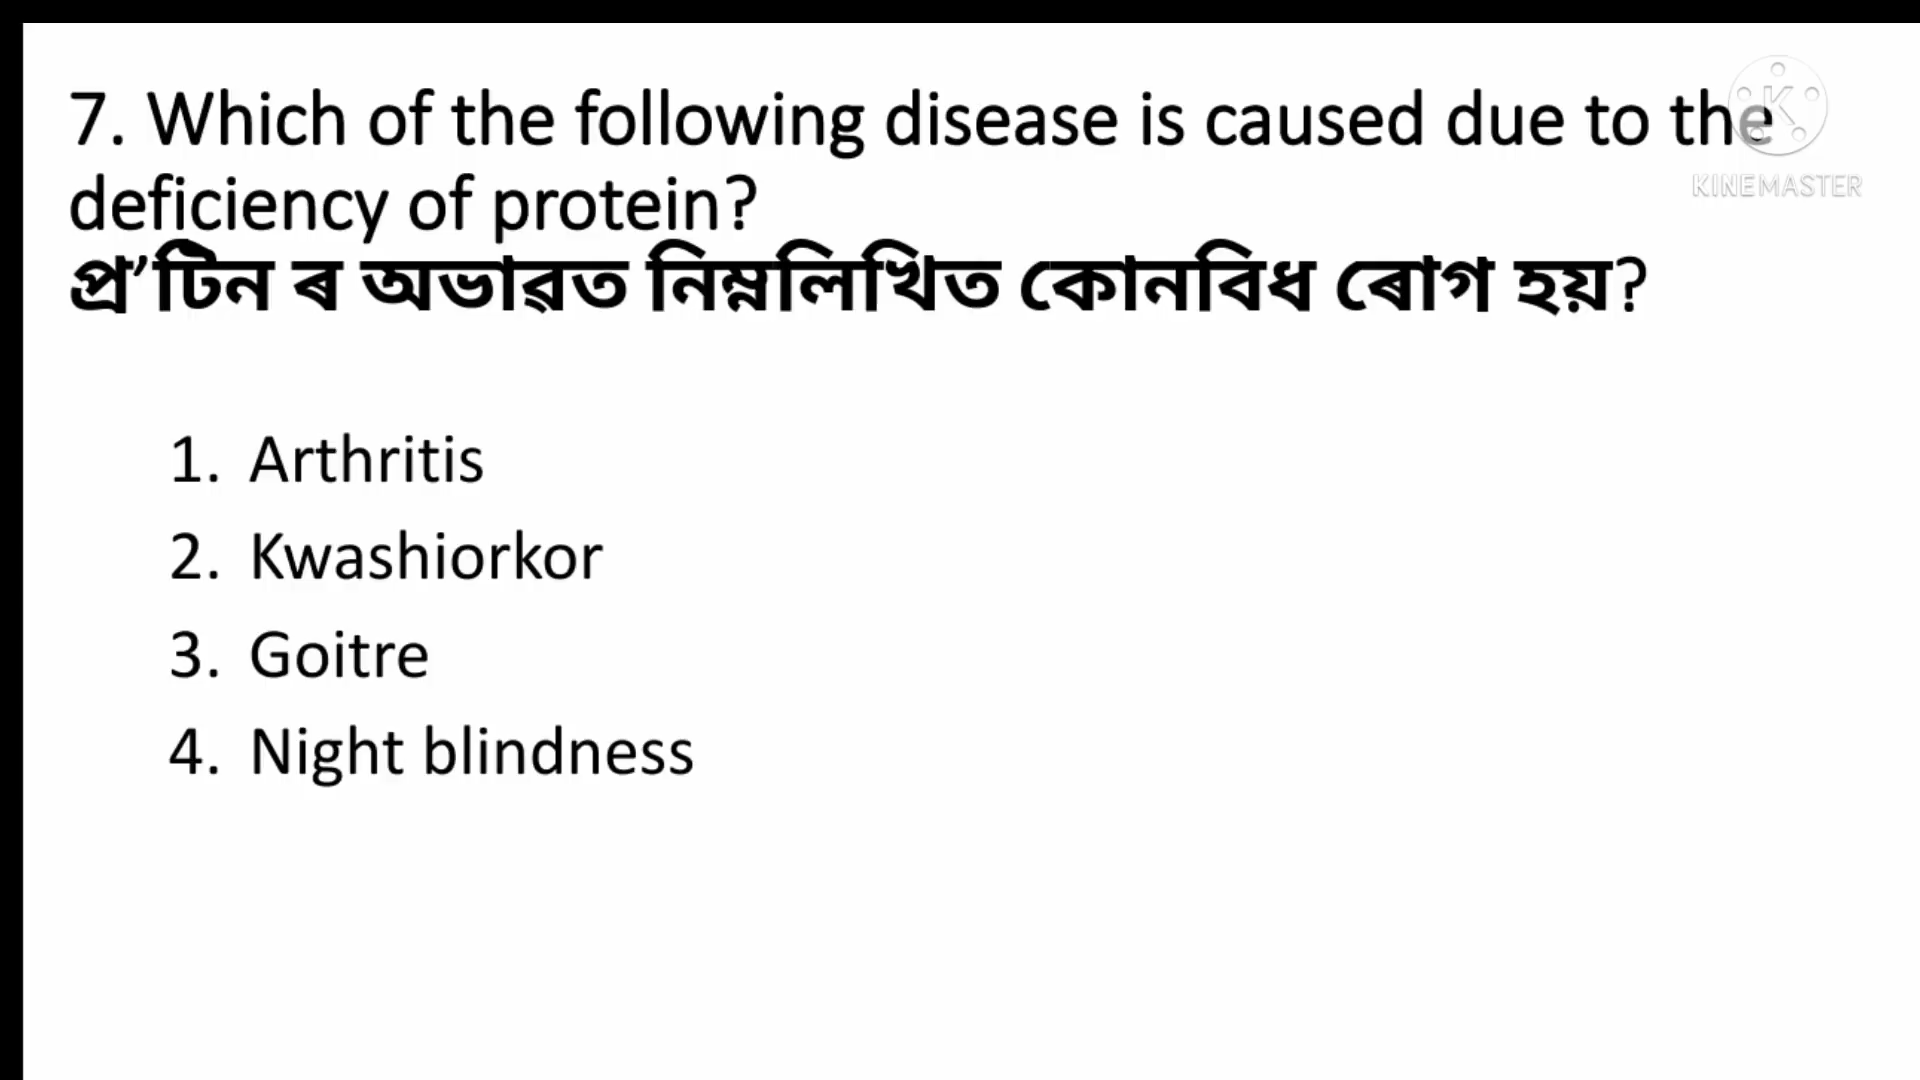 7. Which of the following disease is caused due to the
deficiency of protein?
প্ৰ’টিন ৰ অভাৱত নিম্নলিখিত কোনবিধ ৰোগ হয়?
1. Arthritis
2. Kwashiorkor
3. Goitre
4. Night blindness
K
KINEMASTER